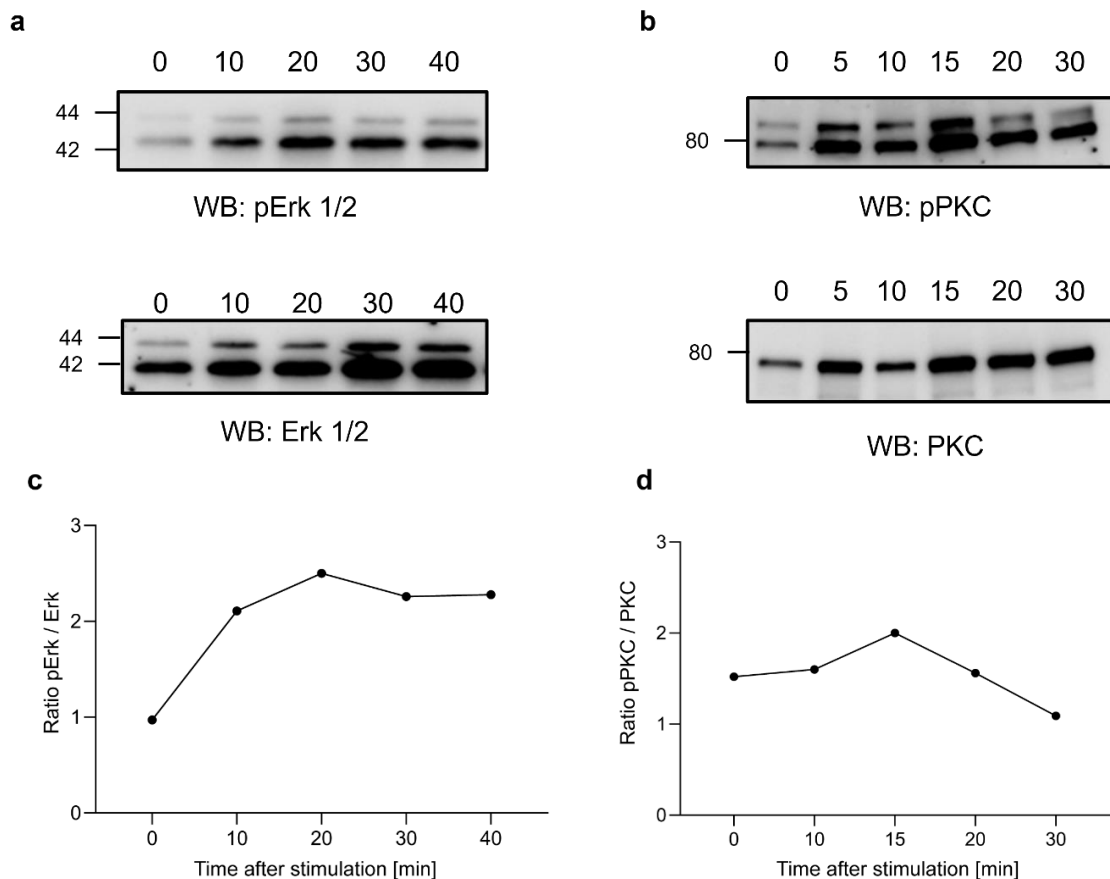 a
0 10 20 30 40
44
42
WB: pErk 1/2
0 10 20 30 40
44
42
WB: Erk 1/2
b
0 5 10 15 20 30
80
WB: pPKC
0 5 10 15 20 30
80
WB: PKC
c
3
2
1
0
Ratio pErk / Erk
0 10 20 30 40
Time after stimulation [min]
d
3
2
1
0
Ratio pPKC / PKC
0 10 15 20 30
Time after stimulation [min]